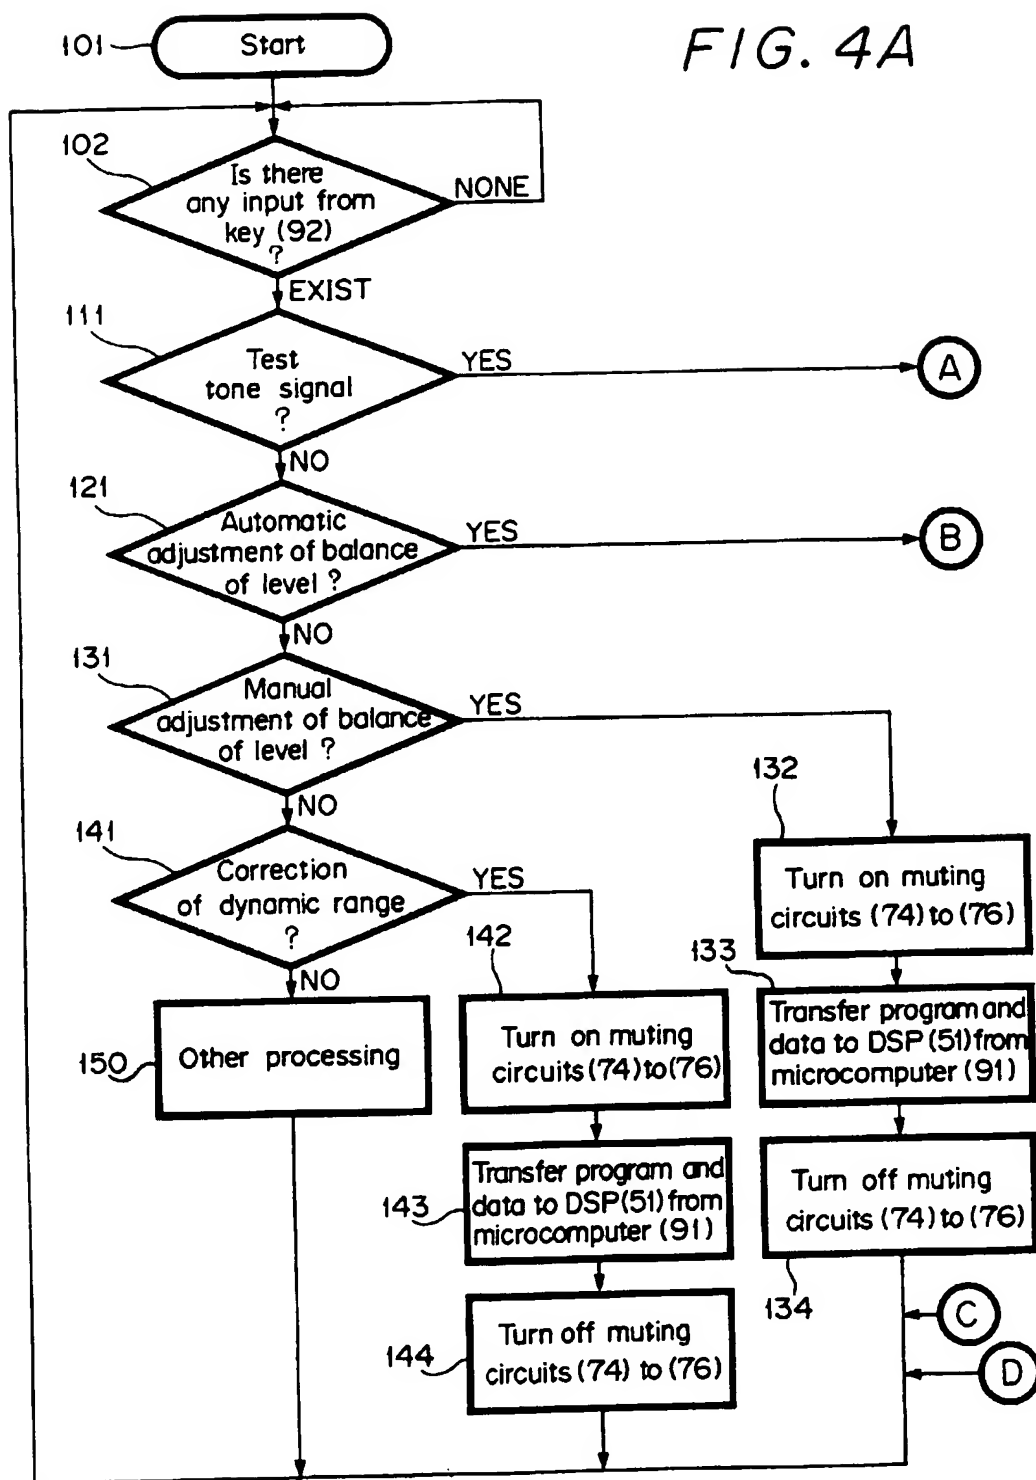 FIG. 4A
101
Start
102
Is there
any input from
key (92)
?
NONE
EXIST
111
Test
tone signal
?
YES
A
NO
121
Automatic
adjustment of balance
of level ?
YES
B
NO
131
Manual
adjustment of balance
of level ?
YES
NO
141
Correction
of dynamic range
?
YES
NO
150
Other processing
142
Turn on muting
circuits (74) to (76)
143
Transfer program and
data to DSP (51) from
microcomputer (91)
144
Turn off muting
circuits (74) to (76)
132
Turn on muting
circuits (74) to (76)
133
Transfer program and
data to DSP (51) from
microcomputer (91)
Turn off muting
circuits (74) to (76)
134
C
D